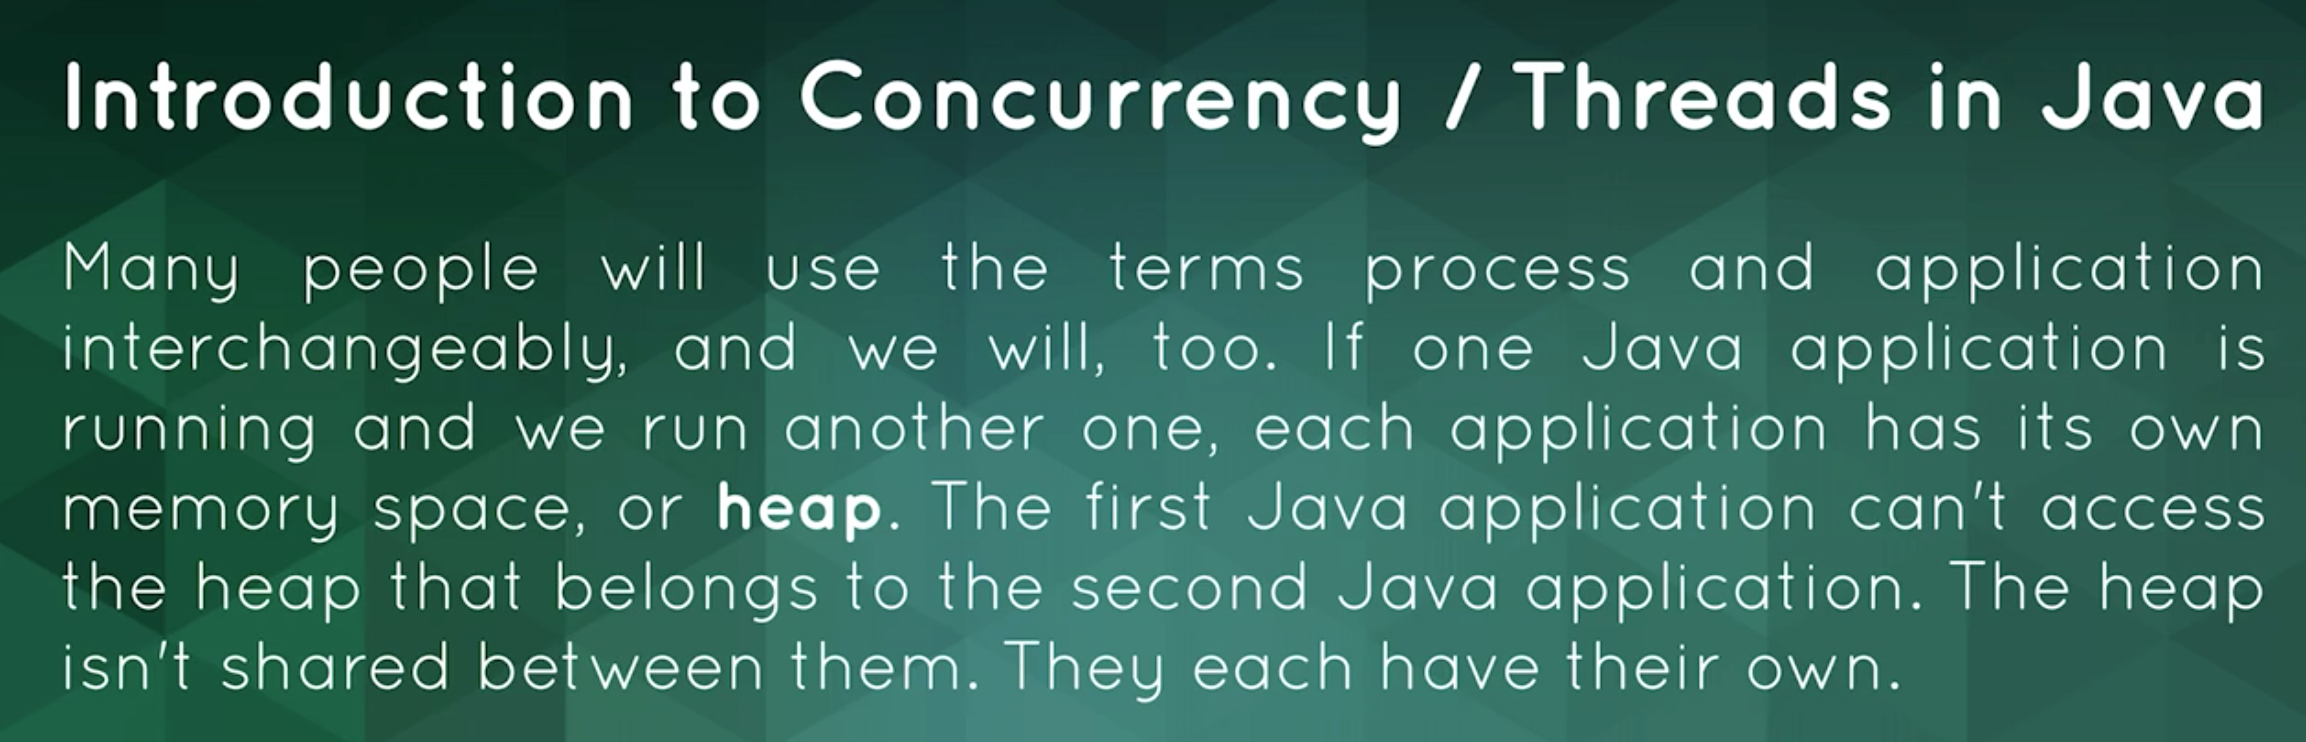 Introduction to Concurrency / Threads in Java
Many people will use the terms process and application
interchangeably, and we will, too. If one Java application is
running and we run another one, each application has its own
memory space, or heap. The first Java application can't access
the heap that belongs to the second Java application. The heap
isn't shared between them. They each have their own.